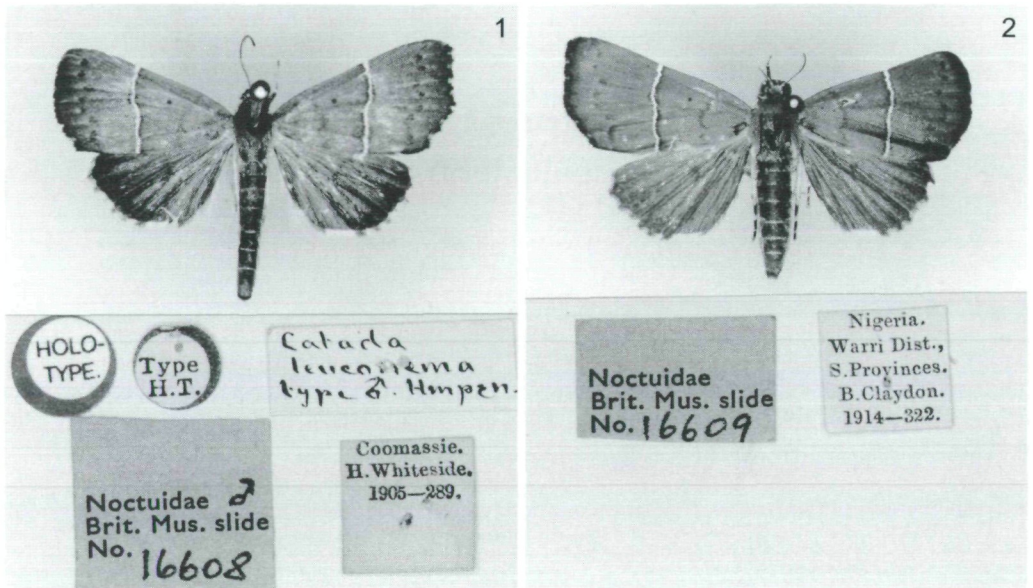 1
HOLO-
TYPE.
Type
H.T.
Catada
leuconema
type ♂. Hmpsn.
Noctuidae ♂
Brit. Mus. slide
No. 16608
Coomassie.
H. Whiteside.
1905—289.
2
Noctuidae
Brit. Mus. slide
No. 16609
Nigeria.
Warri Dist.,
S. Provinces.
B. Claydon.
1914—322.